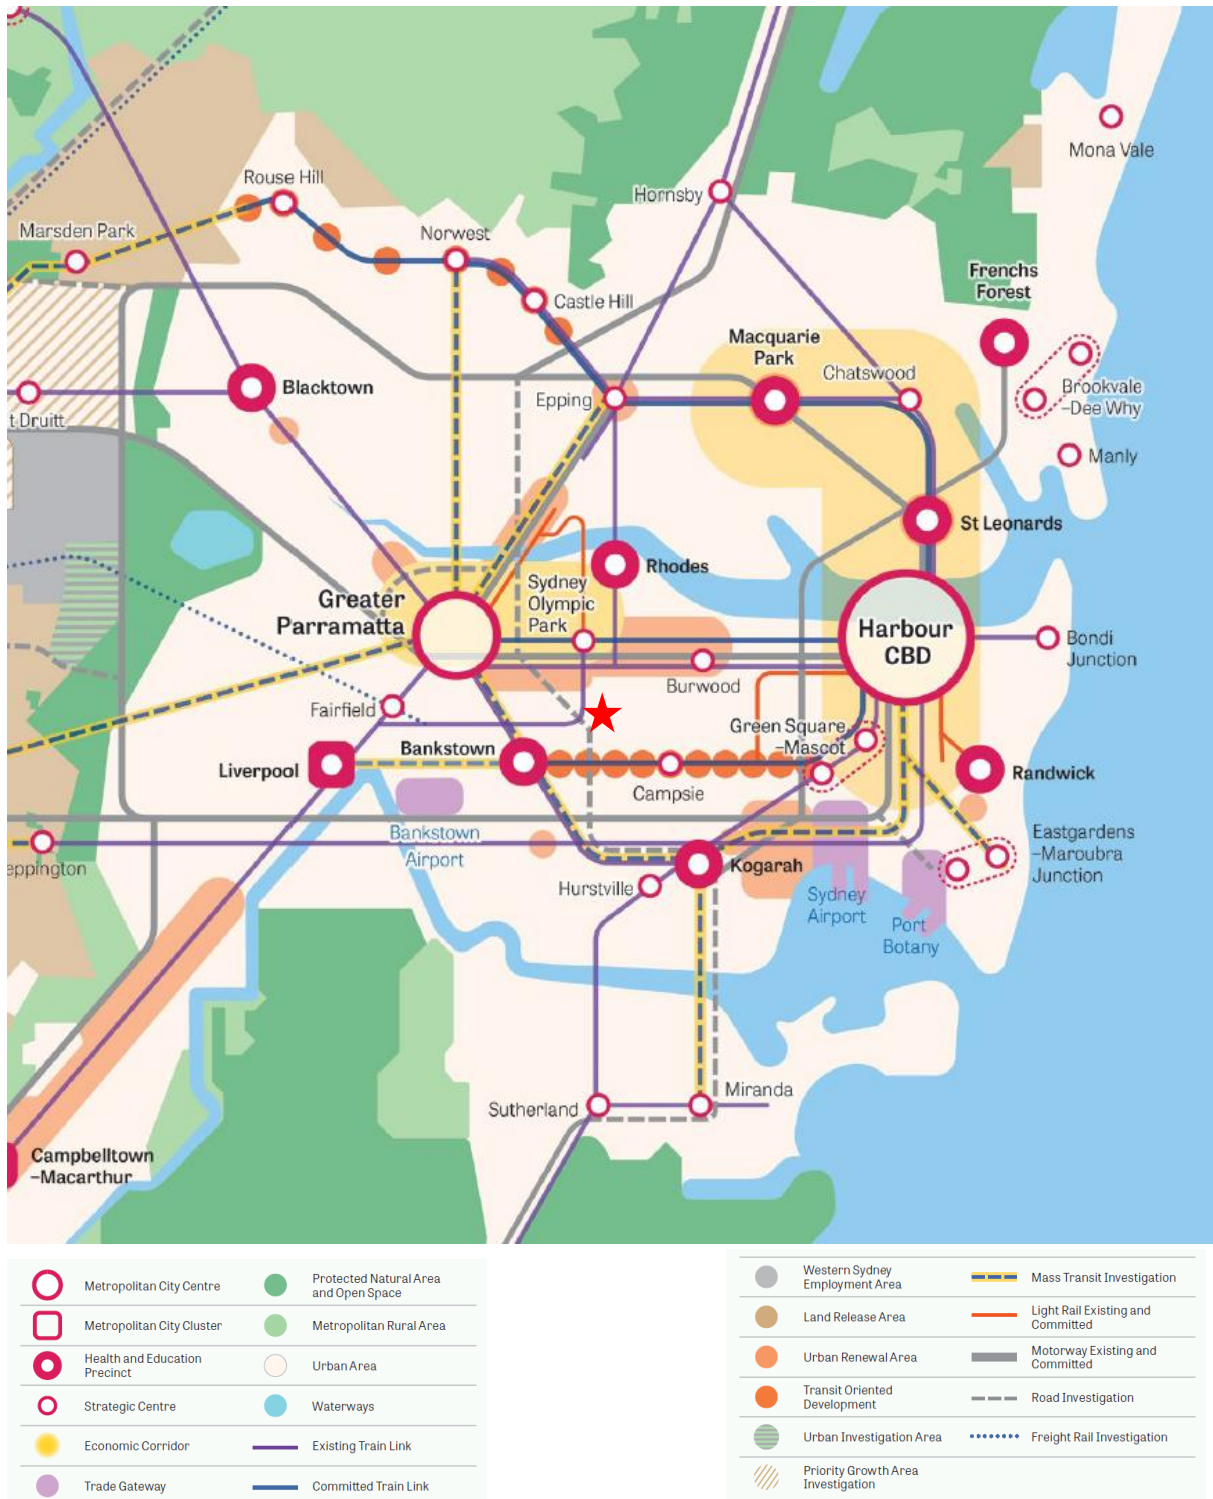 Mona Vale
Rouse Hill
Hornsby
Marsden Park
Norwest
Frenchs
Forest
Castle Hill
Macquarie
Park
Chatswood
Blacktown
Epping
Brookvale
–Dee Why
t Druitt
Manly
St Leonards
Rhodes
Sydney
Olympic
Park
Greater
Parramatta
Harbour
CBD
Bondi
Junction
Burwood
Fairfield
Green Square
–Mascot
Bankstown
Liverpool
Randwick
Campsie
Bankstown
Airport
Eastgardens
–Maroubra
Junction
eppington
Kogarah
Hurstville
Sydney
Airport
Port
Botany
Miranda
Sutherland
Campbelltown
–Macarthur
Metropolitan City Centre
Metropolitan City Cluster
Health and Education
Precinct
Strategic Centre
Economic Corridor
Trade Gateway
Protected Natural Area
and Open Space
Metropolitan Rural Area
Urban Area
Waterways
Existing Train Link
Committed Train Link
Western Sydney
Employment Area
Land Release Area
Urban Renewal Area
Transit Oriented
Development
Urban Investigation Area
Priority Growth Area
Investigation
Mass Transit Investigation
Light Rail Existing and
Committed
Motorway Existing and
Committed
Road Investigation
Freight Rail Investigation